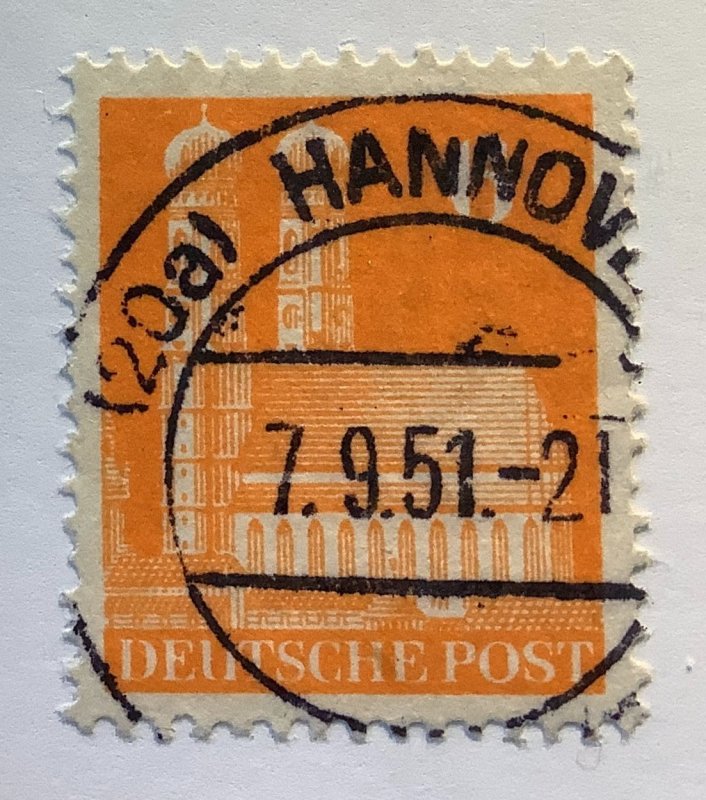 (20a) HANNOV
7.9.51.-21
DEUTSCHE POST